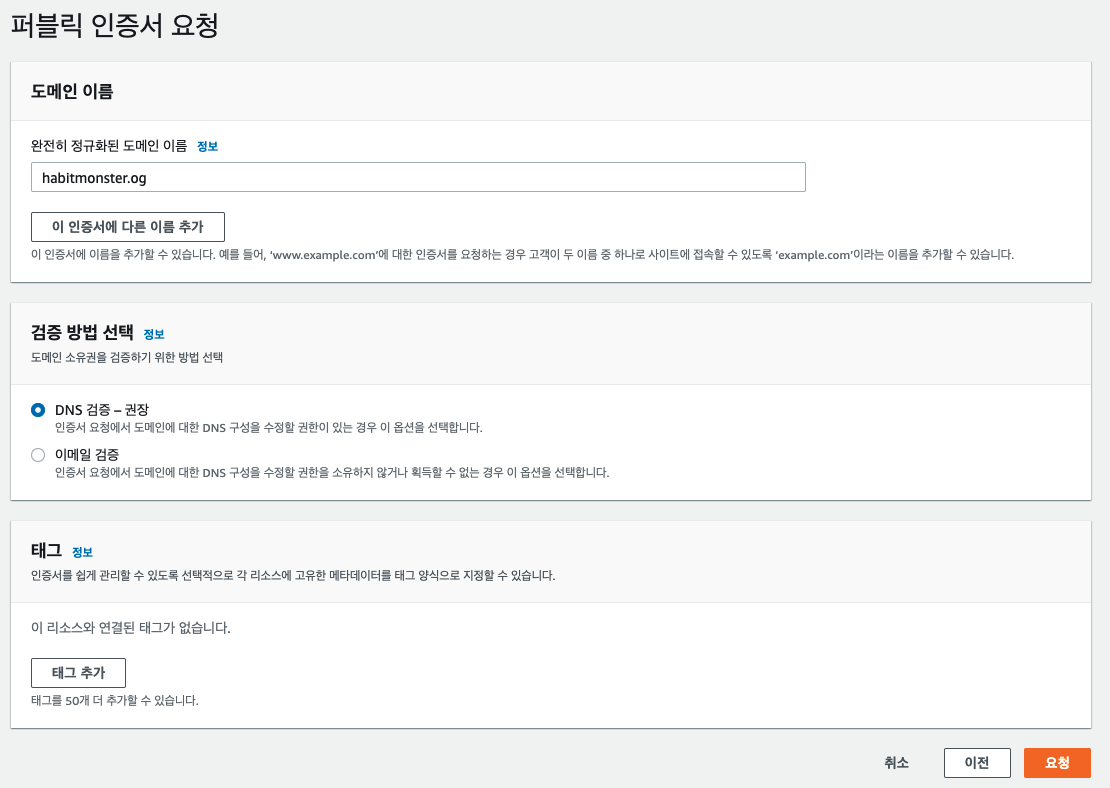 퍼블릭 인증서 요청
도메인 이름
완전히 정규화된 도메인 이름 정보
habitmonster.og
이 인증서에 다른 이름 추가
이 인증서에 이름을 추가할 수 있습니다. 예를 들어, ‘www.example.com’에 대한 인증서를 요청하는 경우 고객이 두 이름 중 하나로 사이트에 접속할 수 있도록 ‘example.com’이라는 이름을 추가할 수 있습니다.
검증 방법 선택 정보
도메인 소유권을 검증하기 위한 방법 선택
DNS 검증 – 권장
인증서 요청에서 도메인에 대한 DNS 구성을 수정할 권한이 있는 경우 이 옵션을 선택합니다.
이메일 검증
인증서 요청에서 도메인에 대한 DNS 구성을 수정할 권한을 소유하지 않거나 획득할 수 없는 경우 이 옵션을 선택합니다.
태그 정보
인증서를 쉽게 관리할 수 있도록 선택적으로 각 리소스에 고유한 메타데이터를 태그 양식으로 지정할 수 있습니다.
이 리소스와 연결된 태그가 없습니다.
태그 추가
태그를 50개 더 추가할 수 있습니다.
취소 이전 요청